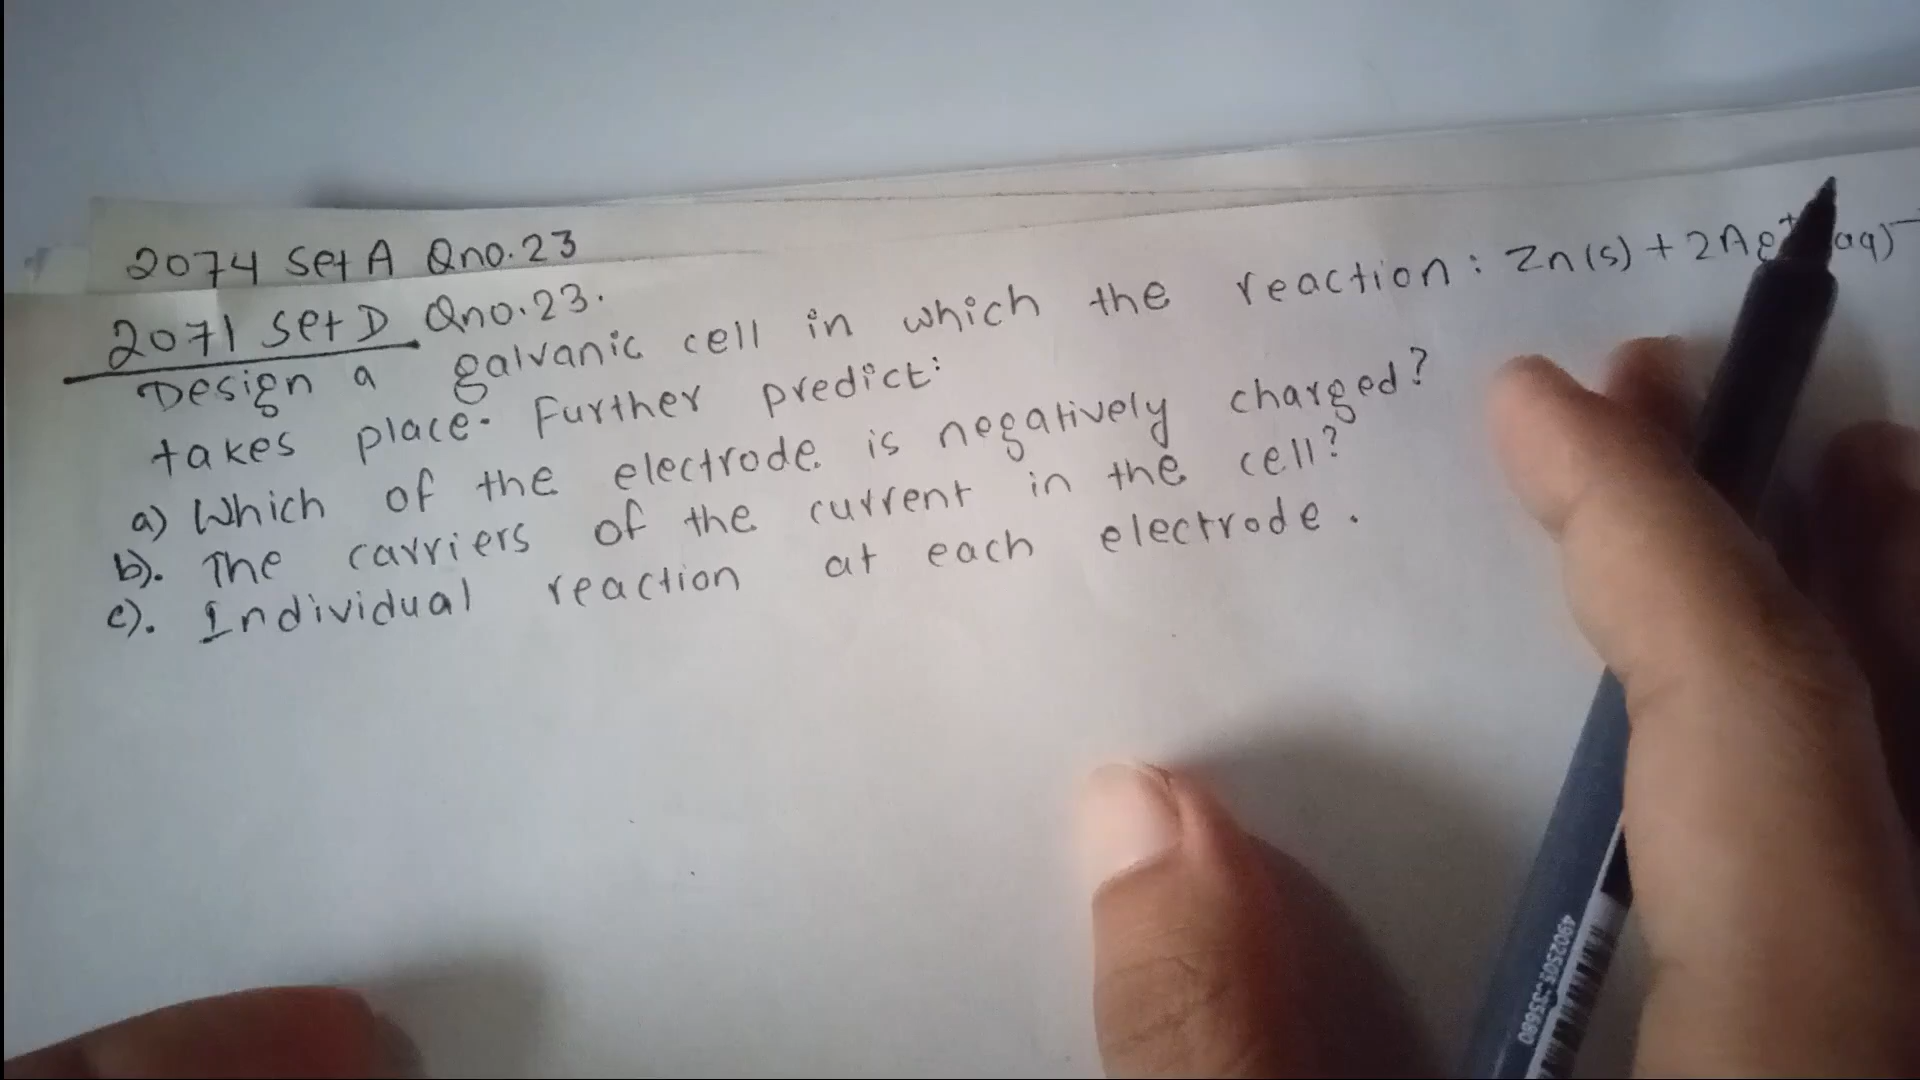 2074 Set A Qno.23
2071 Set D Qno.23.
Design a galvanic cell in which the reaction: Zn(s) + 2Ag+ (aq)
takes place. Further predict:
a) Which of the electrode is negatively charged?
b). The carriers of the current in the cell?
c). Individual reaction at each electrode.
4902505355680